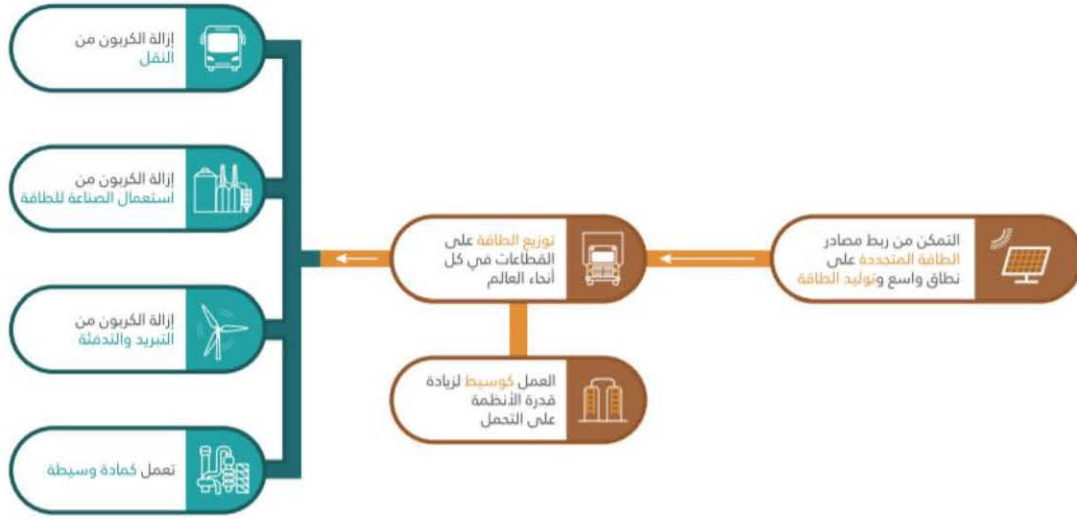 التمكن من ربط مصادر
الطاقة المتجددة على
نطاق واسع وتوليد الطاقة
توزيع الطاقة على
القطاعات في كل
أنحاء العالم
العمل كوسيط لزيادة
قدرة الأنظمة
على التحمل
إزالة الكربون من
النقل
إزالة الكربون من
استعمال الصناعة للطاقة
إزالة الكربون من
التبريد والتدفئة
تعمل كمادة وسيطة